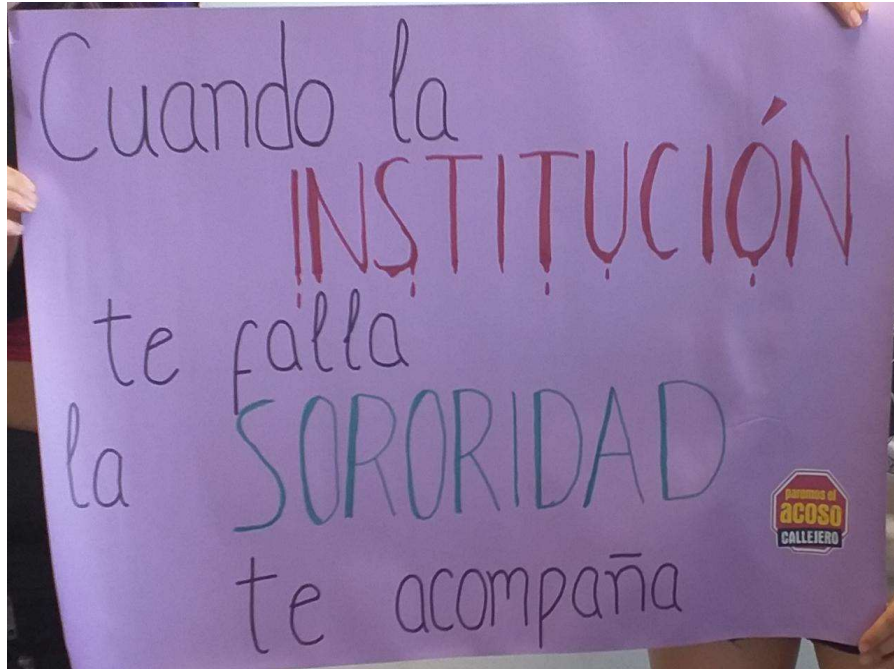 Cuando la
INSTITUCIÓN
te falla
la SORORIDAD
te acompaña
paremos el
acoso
CALLEJERO